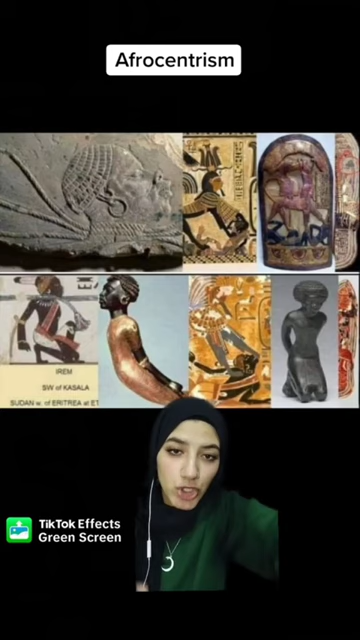 Afrocentrism
IREM
SW of KASALA
SUDAN w. of ERITREA at ET
TikTok Effects
Green Screen